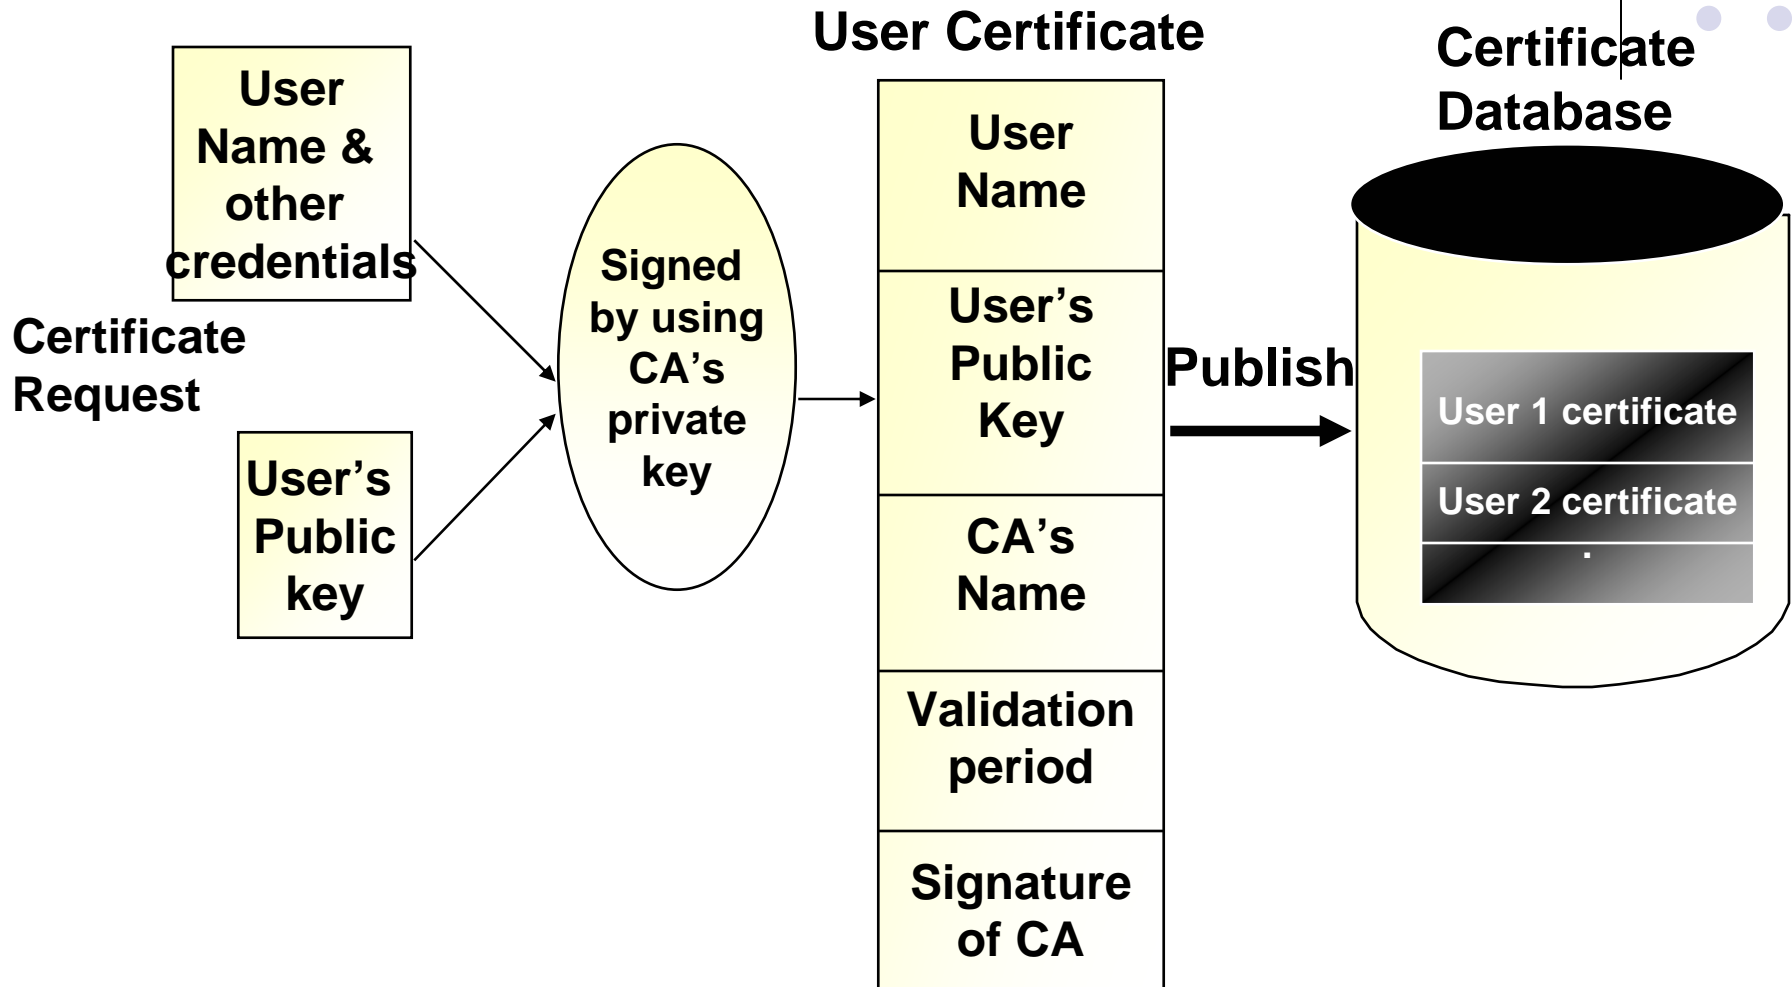 User Certificate
Certificate
Database
User
Name &
other
credentials
Certificate
Request
User’s
Public
key
Signed
by using
CA’s
private
key
User
Name
User’s
Public
Key
CA’s
Name
Validation
period
Signature
of CA
Publish
User 1 certificate
User 2 certificate
.